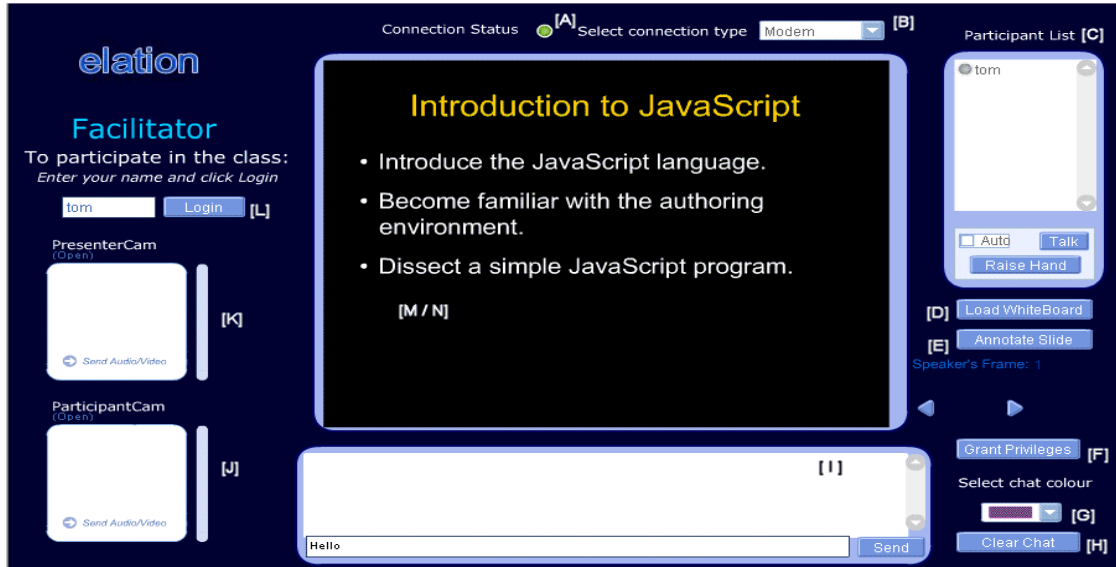 Connection Status [A] Select connection type Modem [B]
Participant List [C]
elation
tom
Facilitator
To participate in the class:
Enter your name and click Login
tom Login [L]
PresenterCam
(Open)
[K]
Send Audio/Video
ParticipantCam
(Open)
[J]
Send Audio/Video
Introduction to JavaScript
• Introduce the JavaScript language.
• Become familiar with the authoring
environment.
• Dissect a simple JavaScript program.
[M / N]
Auto Talk
Raise Hand
[D] Load WhiteBoard
[E] Annotate Slide
Speaker's Frame: 1
Grant Privileges [F]
Select chat colour
[G]
Clear Chat [H]
[I]
Hello
Send